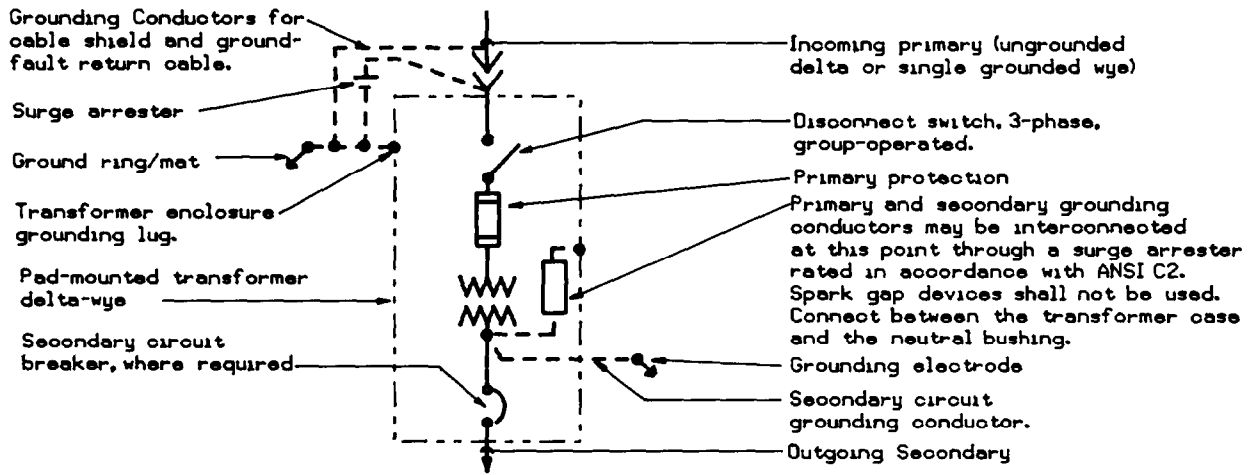 Grounding Conductors for
cable shield and ground-
fault return cable.
Surge arrester
Ground ring/mat
Transformer enclosure
grounding lug.
Pad-mounted transformer
delta-wye
Secondary circuit
breaker, where required
Incoming primary (ungrounded
delta or single grounded wye)
Disconnect switch, 3-phase,
group-operated.
Primary protection
Primary and secondary grounding
conductors may be interconnected
at this point through a surge arrester
rated in accordance with ANSI C2.
Spark gap devices shall not be used.
Connect between the transformer case
and the neutral bushing.
Grounding electrode
Secondary circuit
grounding conductor.
Outgoing Secondary